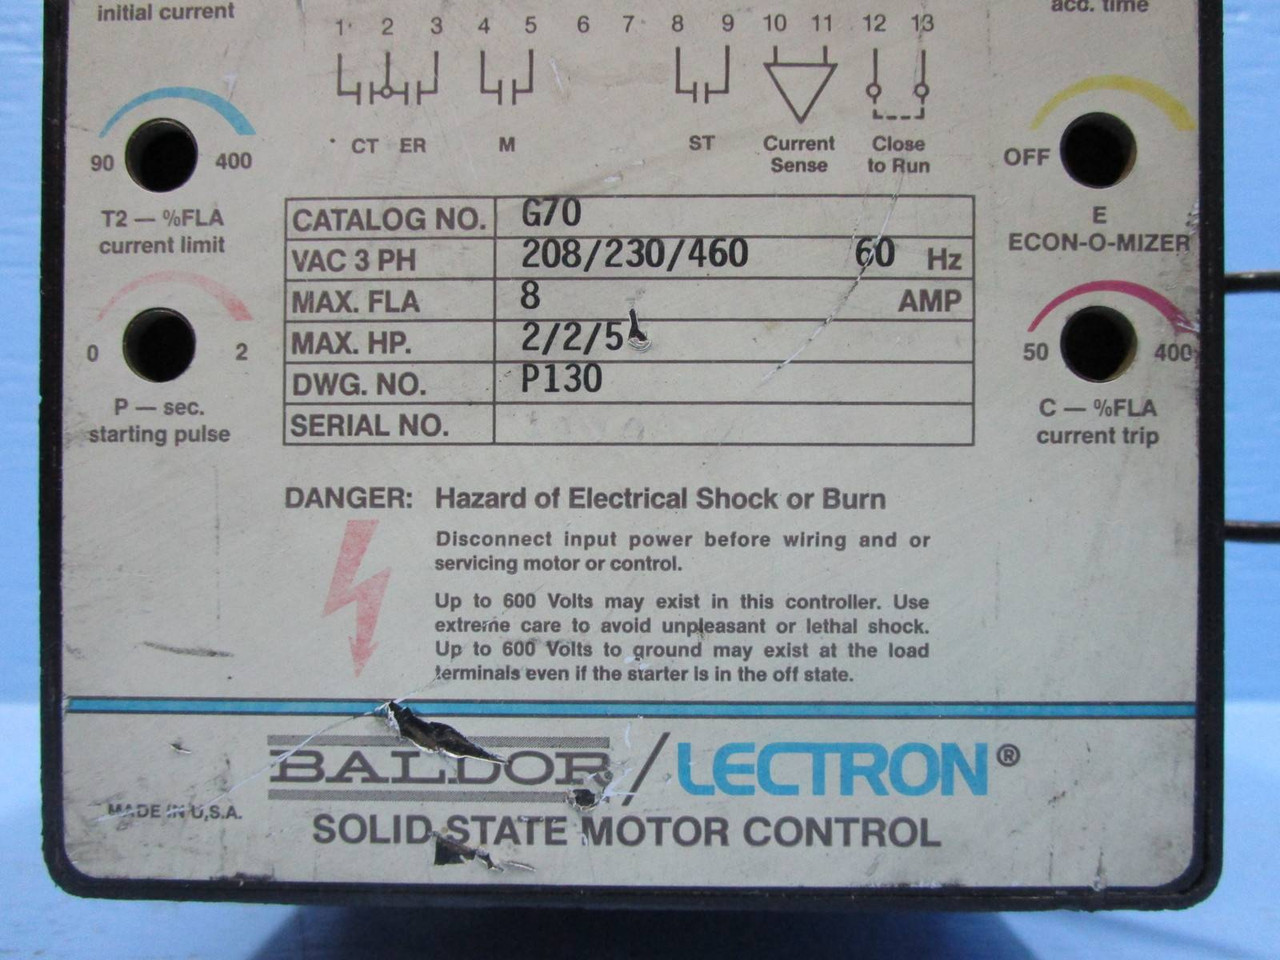 initial current
acc. time
1 2 3 4 5 6 7 8 9 10 11 12 13
CT ER M ST Current Sense Close to Run
90 400
T2 — %FLA
current limit
OFF
E
ECON-O-MIZER
0 2
P — sec.
starting pulse
50 400
C — %FLA
current trip
CATALOG NO. G70
VAC 3 PH 208/230/460 60 Hz
MAX. FLA 8 AMP
MAX. HP. 2/2/5
DWG. NO. P130
SERIAL NO.
DANGER: Hazard of Electrical Shock or Burn
Disconnect input power before wiring and or
servicing motor or control.
Up to 600 Volts may exist in this controller. Use
extreme care to avoid unpleasant or lethal shock.
Up to 600 Volts to ground may exist at the load
terminals even if the starter is in the off state.
BALDOR/LECTRON®
MADE IN U.S.A.
SOLID STATE MOTOR CONTROL